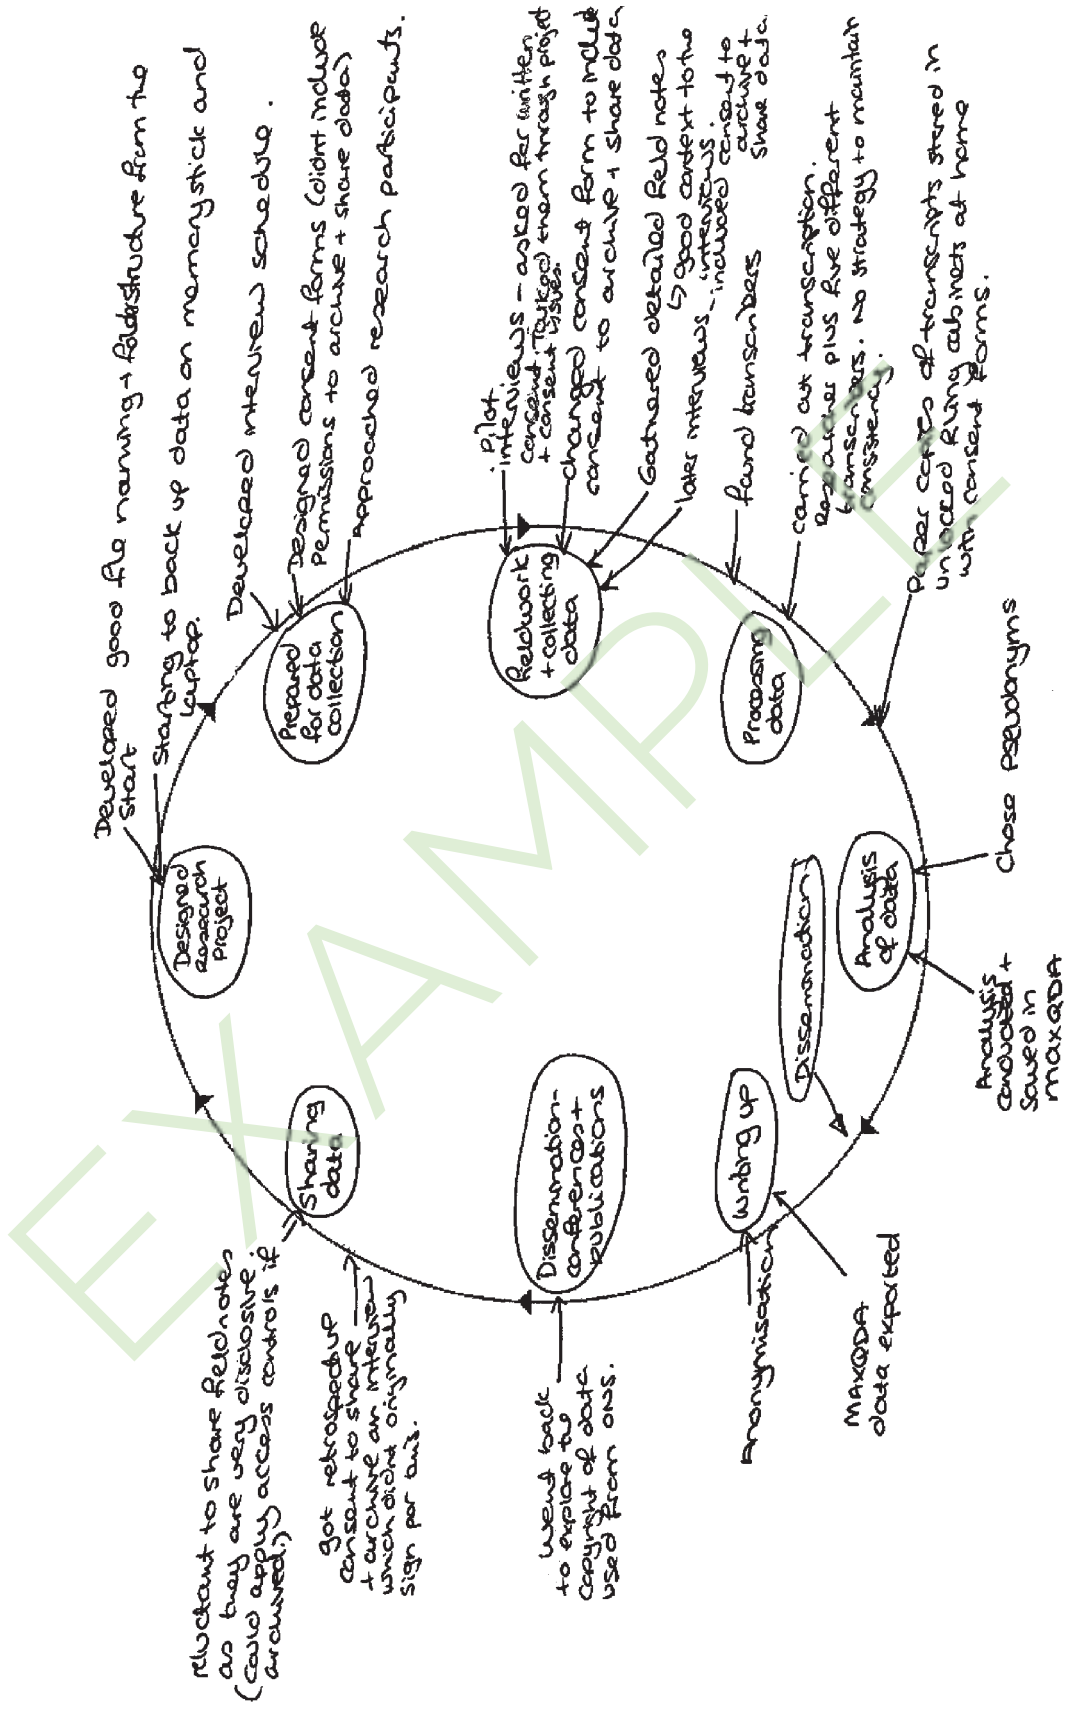 Developed good file naming + folder structure from the
start
Starting to back up data on memory stick and
laptop.
Designed
research
project
Developed interview schedule.
Designed consent forms (didnt include
permissions to archive + share data)
Approached research participants.
Prepared
for data
collection
Pilot
interviews - asked for written
consent. Talked them through project
+ consent issues.
changed consent form to include
consent to archive + share data
Gathered detailed field notes
↳ good context to the
interviews.
later interviews - included consent to
archive +
share data.
fieldwork
+ collecting
data
found transcribers
carried out transcription.
Researcher plus five different
transcribers. No strategy to maintain
consistency.
Processing
data
Paper copies of transcripts stored in
unlocked filing cabinets at home
with consent forms.
Chose pseudonyms
Analysis
of data
Analysis
conducted +
saved in
MAXQDA
Dissemination
Writing up
MAXQDA
data exported
Anonymisation
Dissemination-
conferences +
publications
went back
to explore the
copyright of data
used from ONS.
Sharing
data
got retrospective
consent to share
+ archive an interview
which didnt originally
sign for this.
reluctant to share fieldnotes
as they are very disclosive
(could apply access controls if
archived)
EXAMPLE